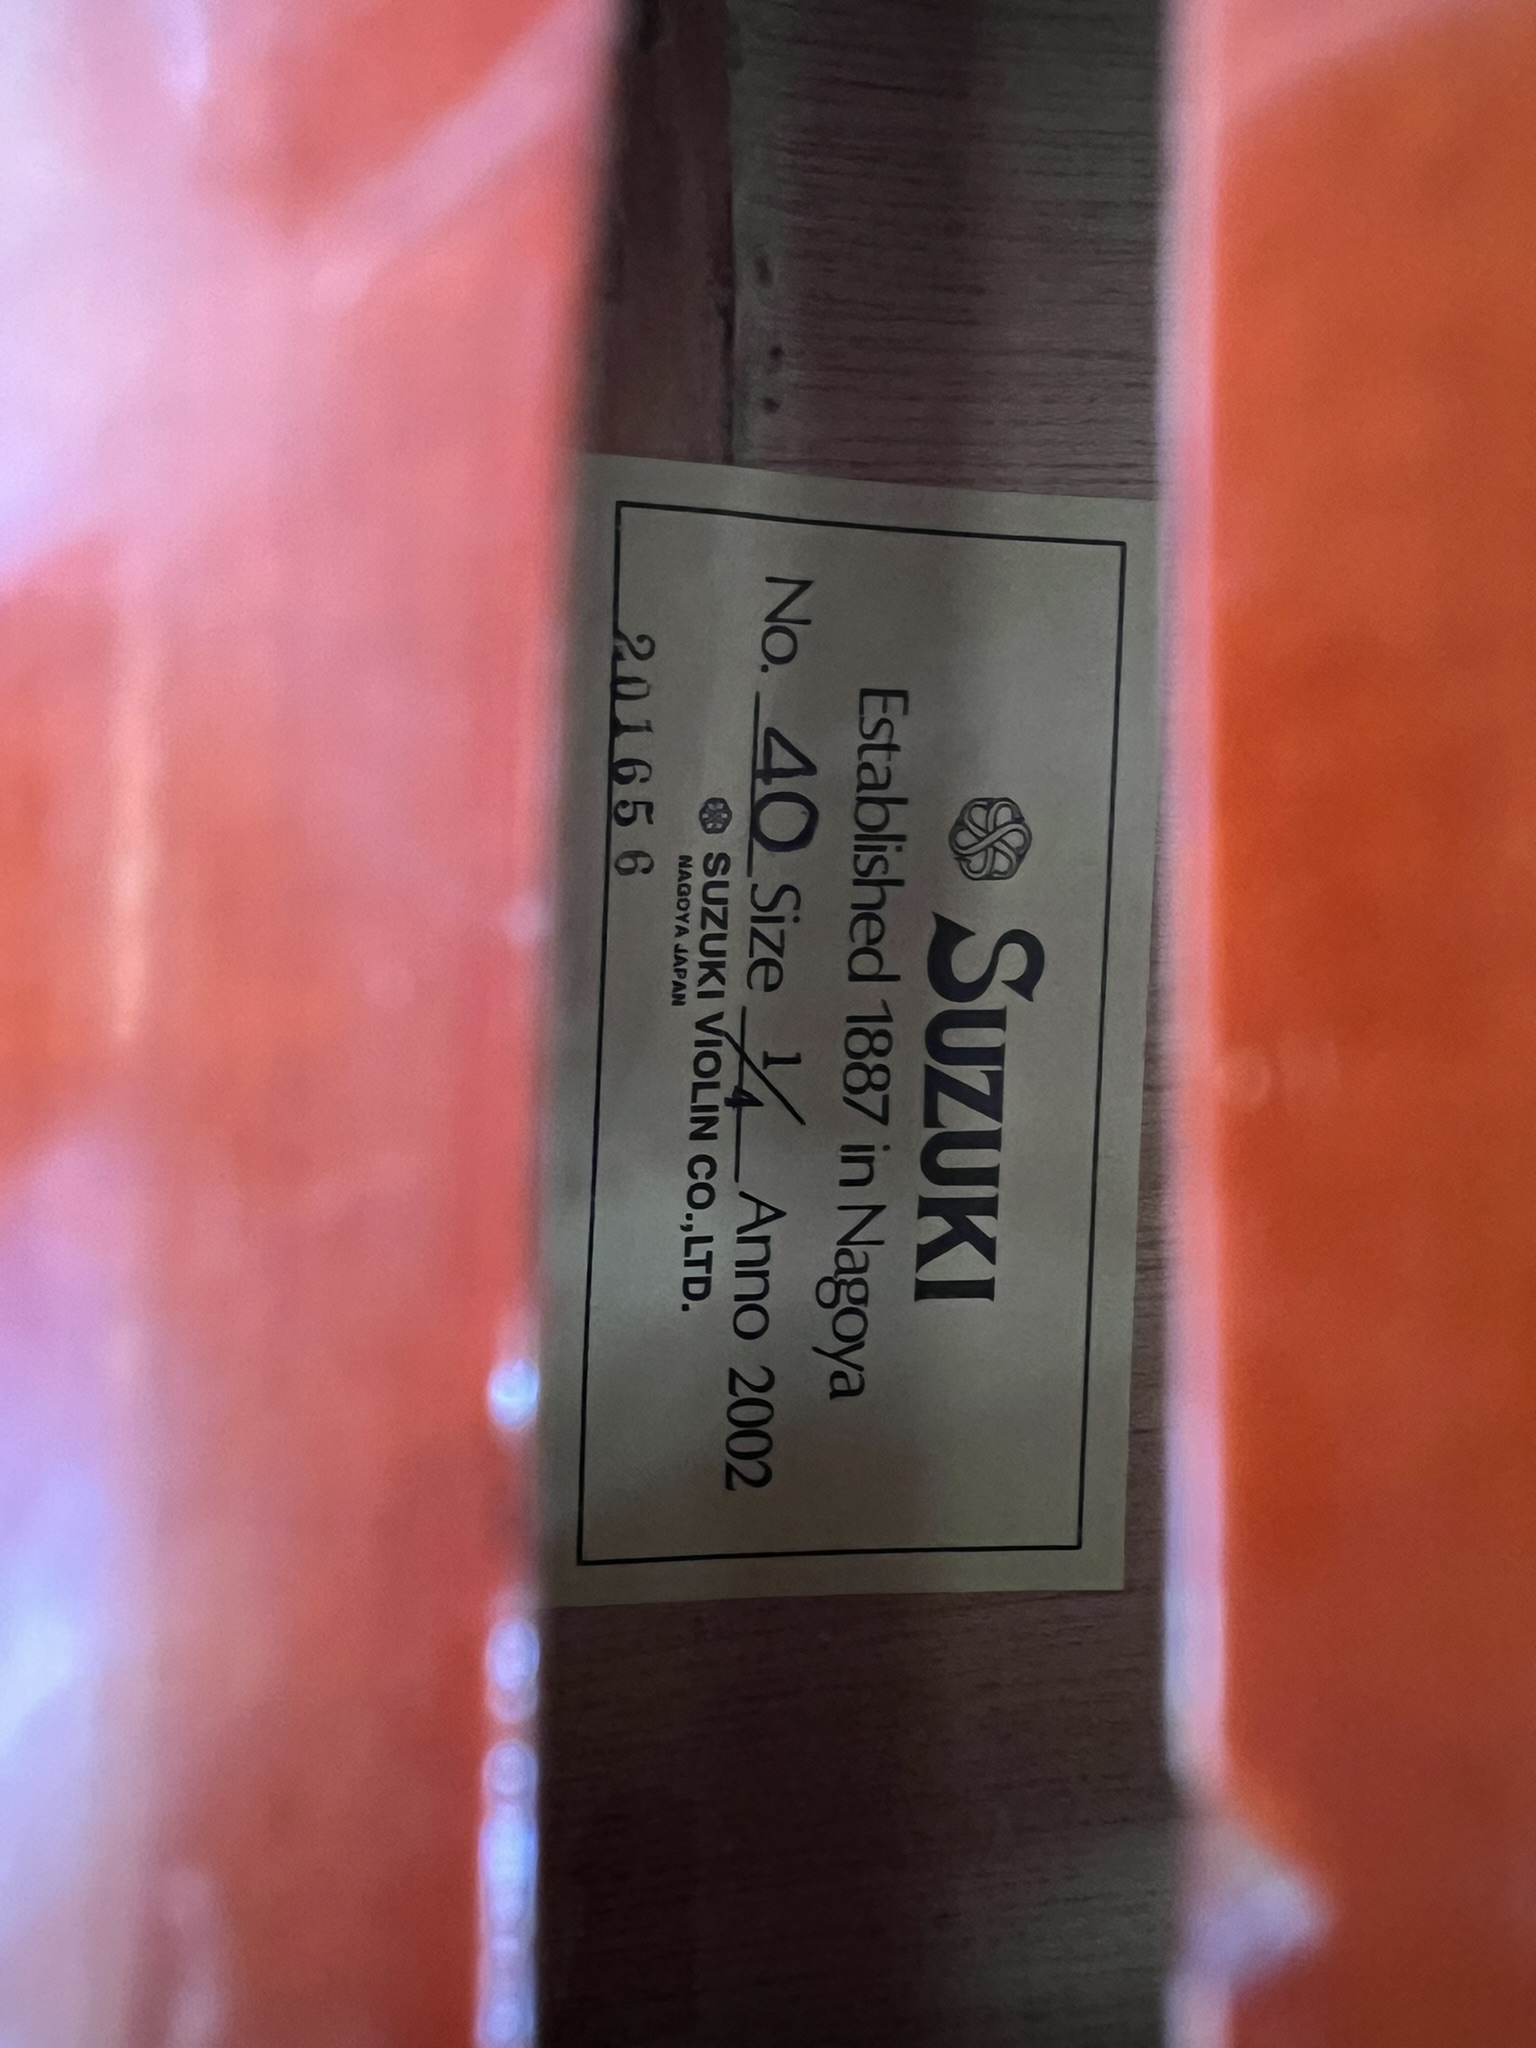 SUZUKI
Established 1887 in Nagoya
No. 40 Size 1/4 Anno 2002
SUZUKI VIOLIN CO.,LTD.
NAGOYA JAPAN
201656